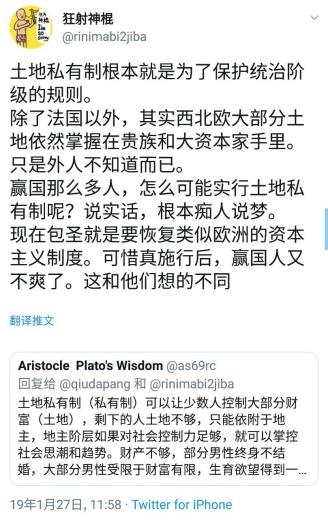 狂射神棍
@rinimabi2jiba
土地私有制根本就是为了保护统治阶
级的规则。
除了法国以外，其实西北欧大部分土
地依然掌握在贵族和大资本家手里。
只是外人不知道而已。
赢国那么多人，怎么可能实行土地私
有制呢？说实话，根本痴人说梦。
现在包圣就是要恢复类似欧洲的资本
主义制度。可惜真施行后，赢国人又
不爽了。这和他们想的不同
翻译推文
Aristocle Plato's Wisdom @as69rc
回复给 @qiudapang 和 @rinimabi2jiba
土地私有制（私有制）可以让少数人控制大部分财
富（土地），剩下的人土地不够，只能依附于地
主，地主阶层如果对社会控制力足够，就可以掌控
社会思潮和趋势。财产不够，部分男性终身不结
婚，大部分男性受限于财富有限，生育欲望得到一...
19年1月27日, 11:58 · Twitter for iPhone